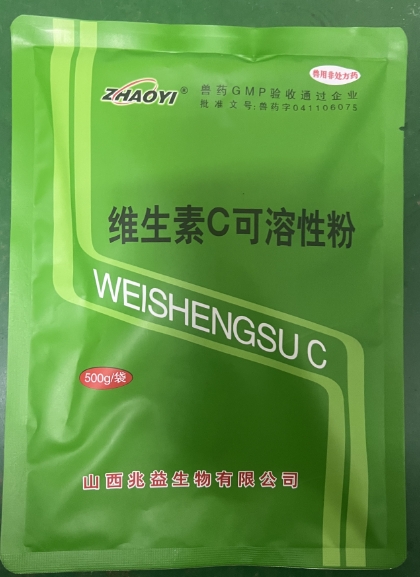 兽用非处方药
ZHAOYI®
兽药GMP验收通过企业
批准文号:兽药字041106075
维生素C可溶性粉
WEISHENGSU C
500g/袋
山西兆益生物有限公司